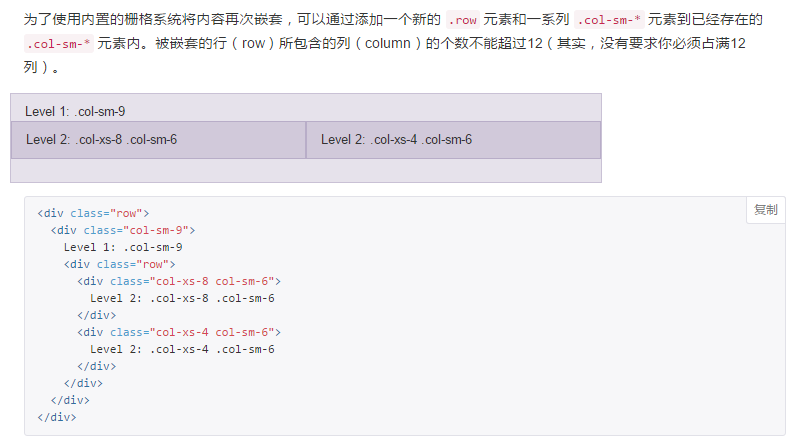 为了使用内置的栅格系统将内容再次嵌套，可以通过添加一个新的 .row 元素和一系列 .col-sm-* 元素到已经存在的
.col-sm-* 元素内。被嵌套的行（row）所包含的列（column）的个数不能超过12（其实，没有要求你必须占满12
列）。
Level 1: .col-sm-9
Level 2: .col-xs-8 .col-sm-6 Level 2: .col-xs-4 .col-sm-6
复制
<div class="row">
  <div class="col-sm-9">
    Level 1: .col-sm-9
    <div class="row">
      <div class="col-xs-8 col-sm-6">
        Level 2: .col-xs-8 .col-sm-6
      </div>
      <div class="col-xs-4 col-sm-6">
        Level 2: .col-xs-4 .col-sm-6
      </div>
    </div>
  </div>
</div>